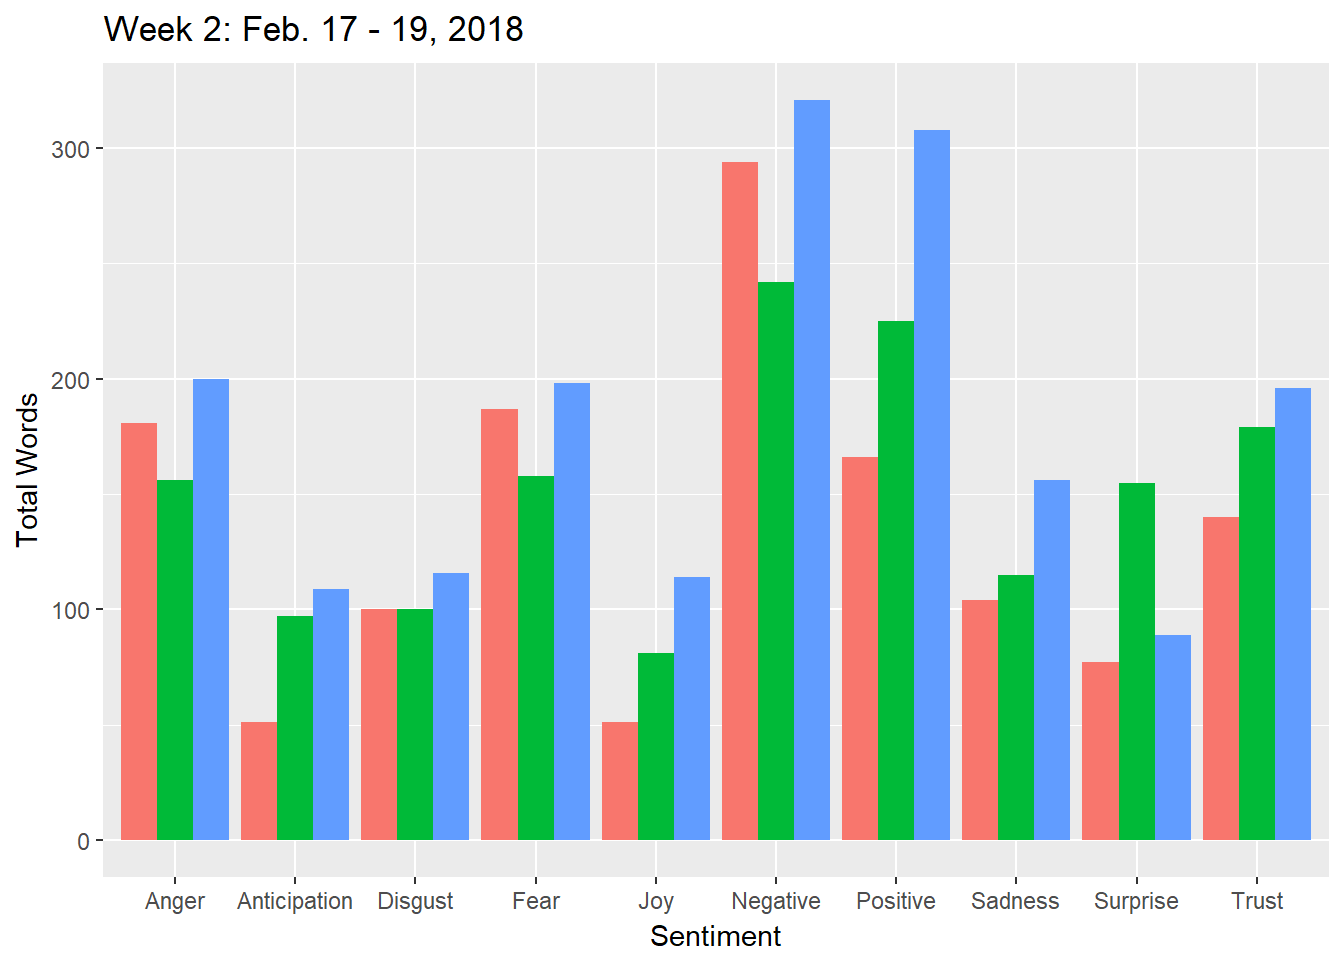 Week 2: Feb. 17 - 19, 2018
Total Words
300
200
100
0
Anger Anticipation Disgust Fear Joy Negative Positive Sadness Surprise Trust
Sentiment